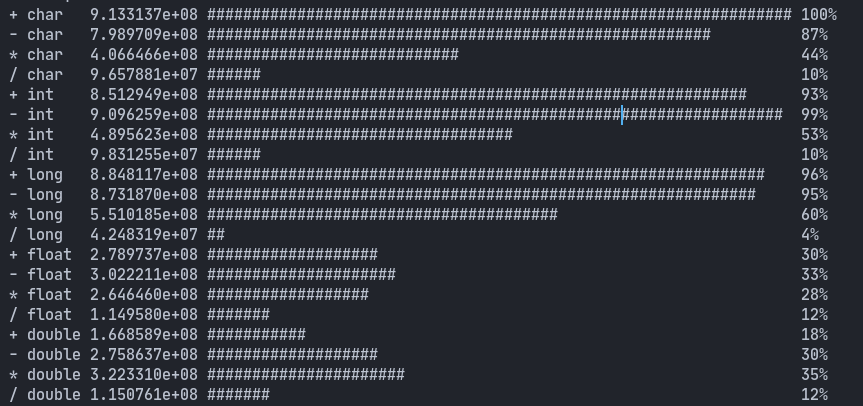 + char   9.133137e+08 ################################################################# 100%
- char   7.989709e+08 ########################################################          87%
* char   4.066466e+08 ############################                                      44%
/ char   9.657881e+07 ######                                                            10%
+ int    8.512949e+08 ############################################################      93%
- int    9.096259e+08 ################################################################  99%
* int    4.895623e+08 ##################################                                53%
/ int    9.831255e+07 ######                                                            10%
+ long   8.848117e+08 ##############################################################    96%
- long   8.731870e+08 #############################################################     95%
* long   5.510185e+08 #######################################                           60%
/ long   4.248319e+07 ##                                                                4%
+ float  2.789737e+08 ###################                                               30%
- float  3.022211e+08 #####################                                             33%
* float  2.646460e+08 ##################                                                28%
/ float  1.149580e+08 #######                                                           12%
+ double 1.668589e+08 ###########                                                       18%
- double 2.758637e+08 ###################                                               30%
* double 3.223310e+08 ######################                                            35%
/ double 1.150761e+08 #######                                                           12%